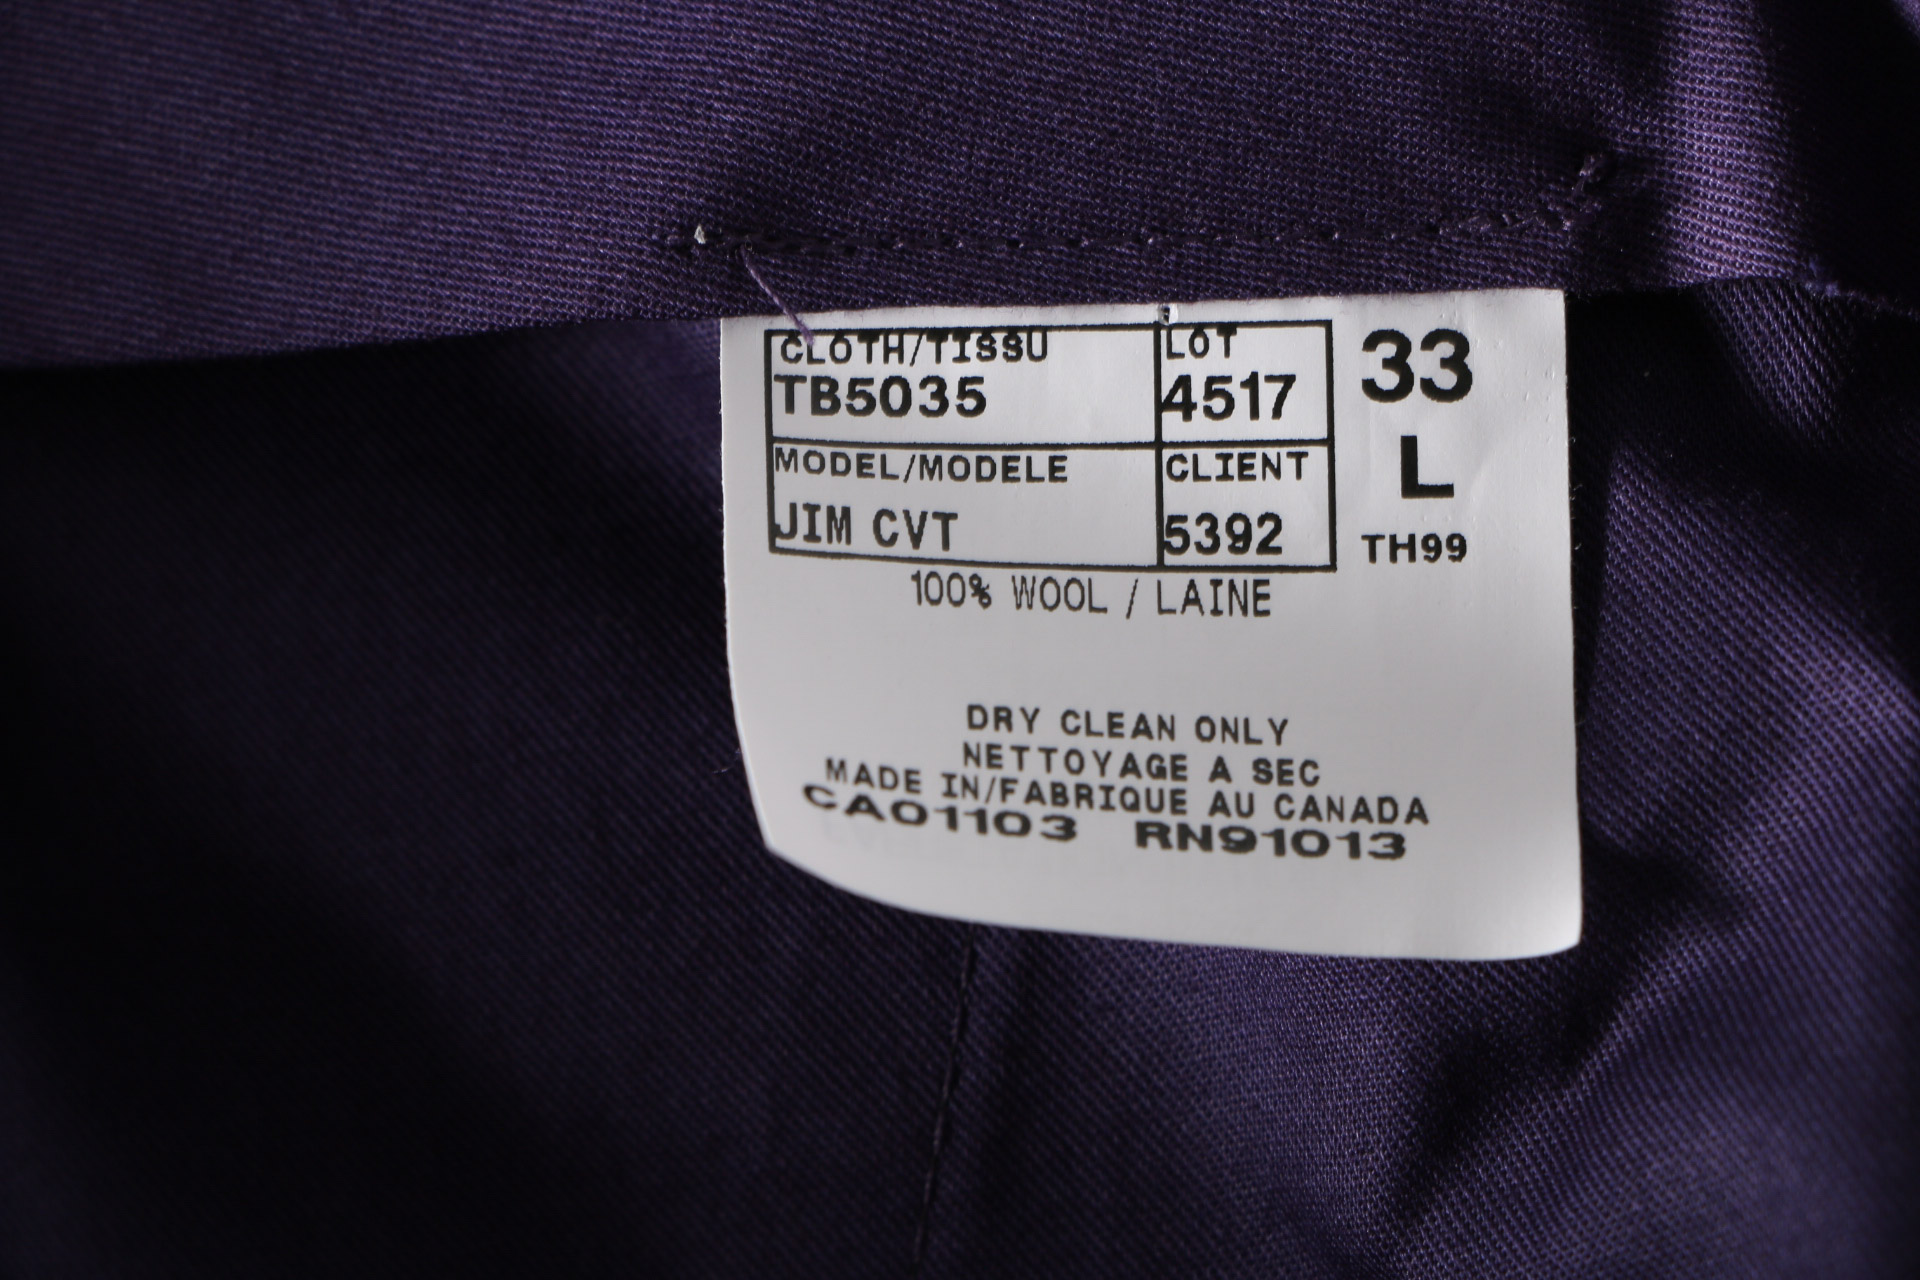 CLOTH/TISSU LOT 33
TB5035 4517
MODEL/MODELE CLIENT L
JIM CVT 5392 TH99
100% WOOL / LAINE
DRY CLEAN ONLY
NETTOYAGE A SEC
MADE IN/FABRIQUE AU CANADA
CA01103 RN91013